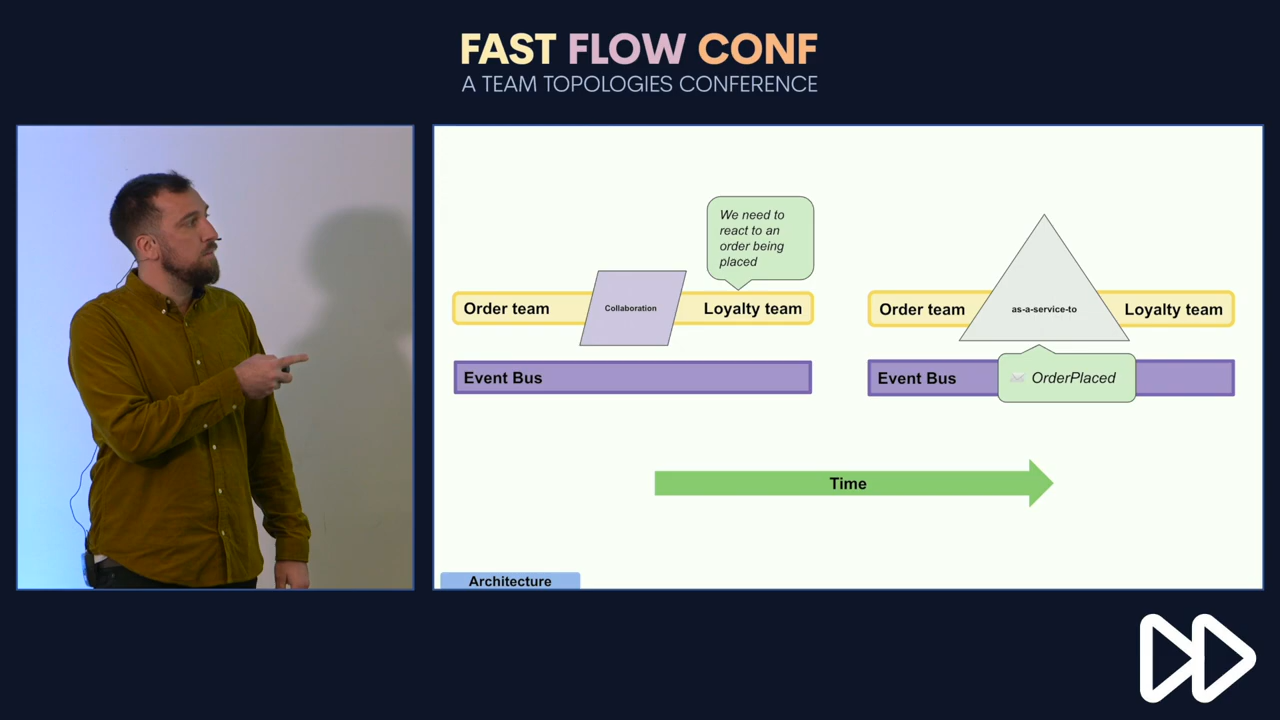 FAST FLOW CONF
A TEAM TOPOLOGIES CONFERENCE
We need to
react to an
order being
placed
Order team
Collaboration
Loyalty team
Event Bus
Order team
as-a-service-to
Loyalty team
Event Bus
OrderPlaced
Time
Architecture